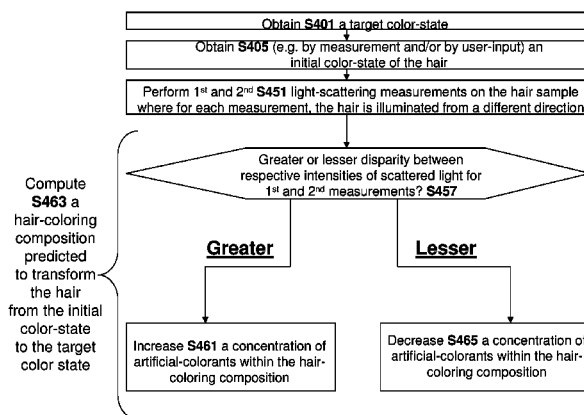 Obtain S401 a target color-state
Obtain S405 (e.g. by measurement and/or by user-input) an
initial color-state of the hair
Perform 1st and 2nd S451 light-scattering measurements on the hair sample
where for each measurement, the hair is illuminated from a different direction
Greater or lesser disparity between
respective intensities of scattered light for
1st and 2nd measurements? S457
Compute
S463 a
hair-coloring
composition
predicted
to transform
the hair
from the initial
color-state
to the target
color state
Greater
Lesser
Increase S461 a concentration of
artificial-colorants within the hair-
coloring composition
Decrease S465 a concentration of
artificial-colorants within the hair-
coloring composition